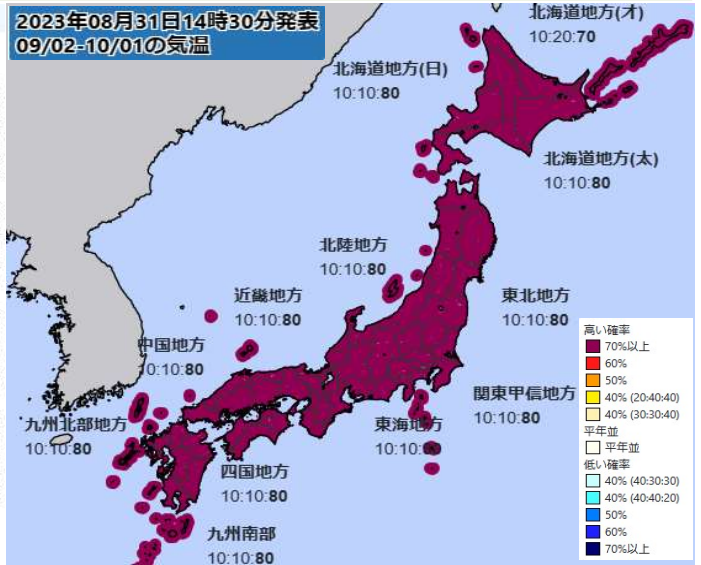 2023年08月31日14時30分発表
09/02-10/01の気温
北海道地方(オ)
10:20:70
北海道地方(日)
10:10:80
北海道地方(太)
10:10:80
北陸地方
10:10:80
近畿地方
10:10:80
東北地方
10:10:80
中国地方
10:10:80
関東甲信地方
10:10:80
九州北部地方
10:10:80
東海地方
10:10:
四国地方
10:10:80
九州南部
10:10:80
高い確率
70%以上
60%
50%
40% (20:40:40)
40% (30:30:40)
平年並
平年並
低い確率
40% (40:30:30)
40% (40:40:20)
50%
60%
70%以上